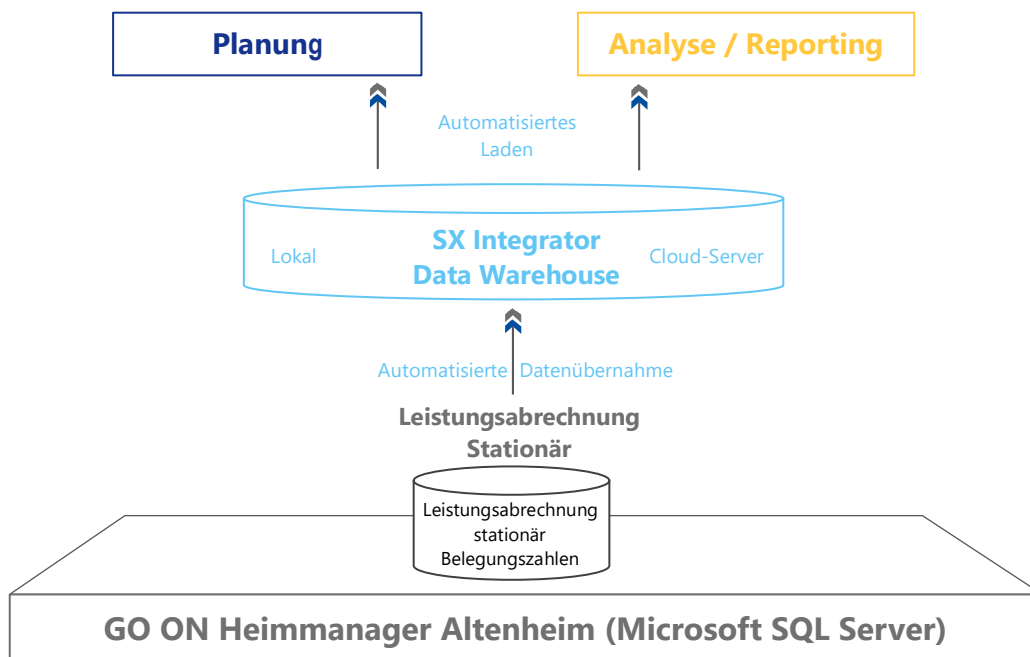 Planung
Analyse / Reporting
Automatisiertes
Laden
SX Integrator
Data Warehouse
Lokal
Cloud-Server
Automatisierte Datenübernahme
Leistungsabrechnung
Stationär
Leistungsabrechnung
stationär
Belegungszahlen
GO ON Heimmanager Altenheim (Microsoft SQL Server)